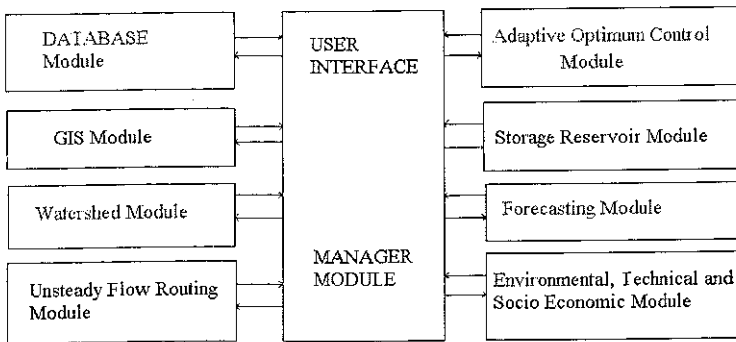 DATABASE
Module
GIS Module
Watershed Module
Unsteady Flow Routing
Module
USER
INTERFACE
MANAGER
MODULE
Adaptive Optimum Control
Module
Storage Reservoir Module
Forecasting Module
Environmental, Technical and
Socio Economic Module